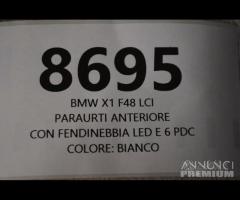 8695
BMW X1 F48 LCI
PARAURTI ANTERIORE
CON FENDINEBBIA LED E 6 PDC
COLORE: BIANCO
ANNUNCI
PREMIUM